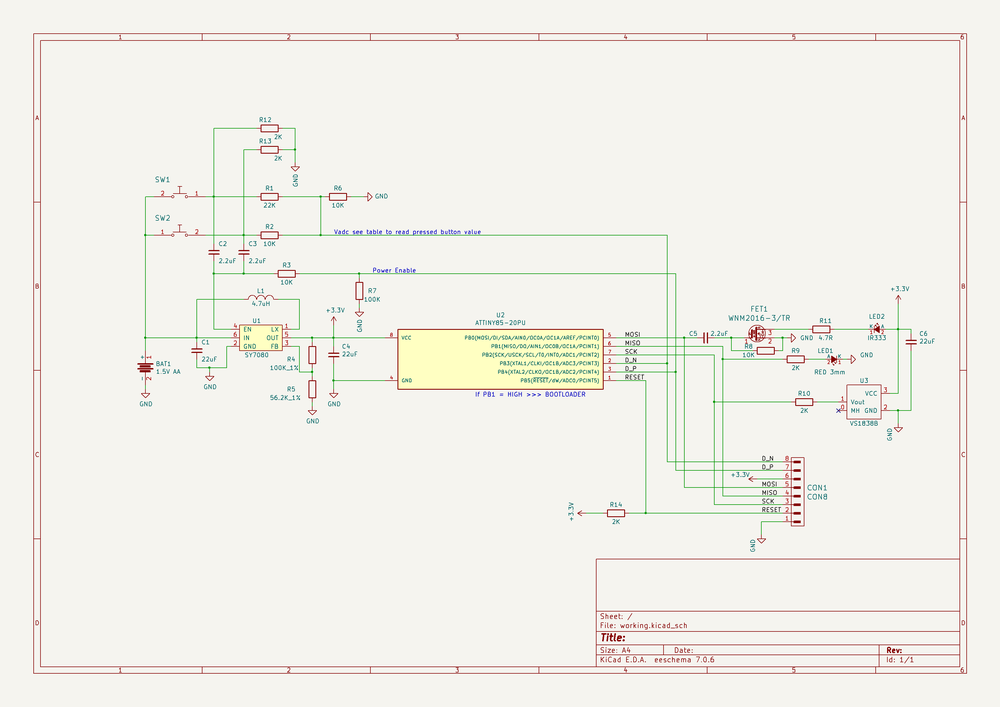 1 2 3 4 5 6
A A
R12
2K
R13
2K
GND
SW1
2 1
R1
22K
R6
10K
GND
SW2
1 2
R2
10K
Vadc see table to read pressed button value
C2
2.2uF
C3
2.2uF
R3
10K
Power Enable
B B
R7
100K
GND
L1
4.7uH
+3.3V
U1
4 EN LX 1
6 IN OUT 5
2 GND FB 3
SY7080
C1
22uF
GND
1
BAT1
1.5V AA
2
GND
R4
100K_1%
R5
56.2K_1%
GND
C4
22uF
GND
U2
ATTINY85-20PU
8 VCC
4 GND
PB0(MOSI/DI/SDA/AIN0/OC0A/OC1A/AREF/PCINT0) 5 MOSI
PB1(MISO/DO/AIN1/OC0B/OC1A/PCINT1) 6 MISO
PB2(SCK/USCK/SCL/T0/INT0/ADC1/PCINT2) 7 SCK
PB3(XTAL1/CLKI/OC1B/ADC3/PCINT3) 2 D_N
PB4(XTAL2/CLKO/OC1B/ADC2/PCINT4) 3 D_P
PB5(RESET/dW/ADC0/PCINT5) 1 RESET
If PB1 = HIGH >>> BOOTLOADER
C5 2.2uF
FET1
WNM2016-3/TR
1 3
2
GND
R8
10K
R11
4.7R
LED2
K A
IR333
+3.3V
C6
22uF
R9
2K
LED1
RED 3mm
GND
R10
2K
U3
VCC 3
1 Vout
0 MH GND 2
VS1838B
GND
C C
D_N 8
D_P 7
+3.3V 6
MOSI 5
MISO 4
SCK 3
RESET 2
1
CON1
CON8
GND
+3.3V
R14
2K
D D
Sheet: /
File: working.kicad_sch
Title:
Size: A4 Date: Rev:
KiCad E.D.A. eeschema 7.0.6 Id: 1/1
1 2 3 4 5 6